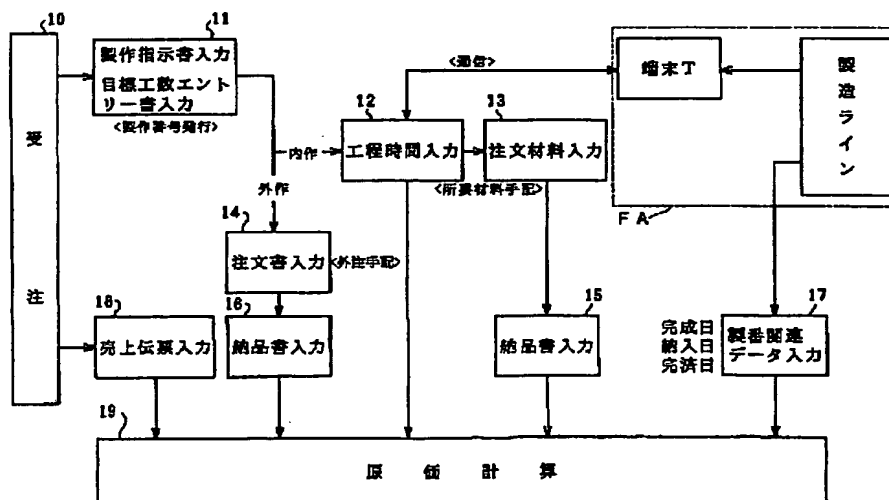 10
受注
11
製作指示書入力
目標工数エント
リー書入力
<製作番号発行>
内作
外作
12
工程時間入力
<通信>
13
注文材料入力
<所要材料手配>
端末T
製造ライン
FA
14
注文書入力
<外注手配>
18
売上伝票入力
16
納品書入力
15
納品書入力
完成日
納入日
完済日
17
製番関連
データ入力
19
原価計算